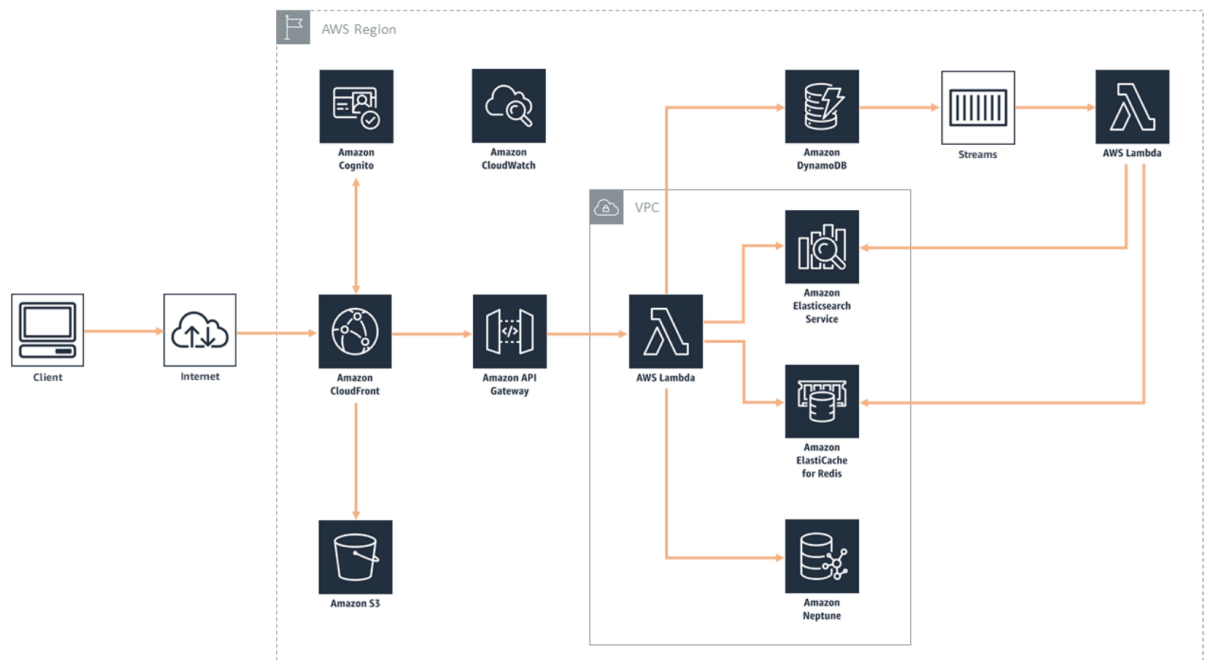 AWS Region
Amazon
Cognito
Amazon
CloudWatch
Amazon
DynamoDB
Streams
AWS Lambda
VPC
Amazon
Elasticsearch
Service
Client
Internet
Amazon
CloudFront
Amazon API
Gateway
AWS Lambda
Amazon
ElastiCache
for Redis
Amazon S3
Amazon
Neptune